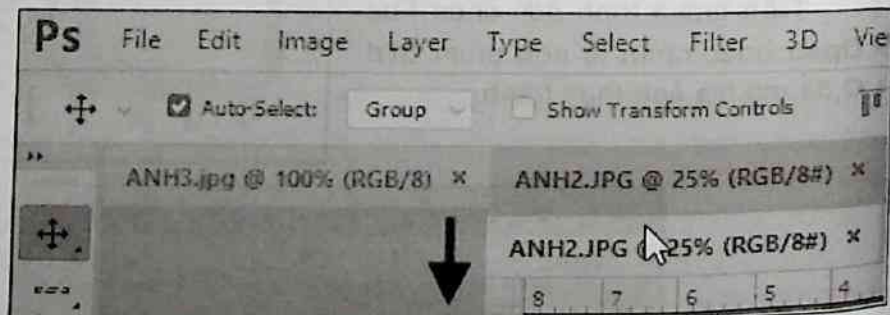 Ps File Edit Image Layer Type Select Filter 3D Vie
Auto-Select: Group Show Transform Controls
ANH3.jpg @ 100% (RGB/8) × ANH2.JPG @ 25% (RGB/8#) ×
ANH2.JPG @ 25% (RGB/8#) ×
8 7 6 5 4